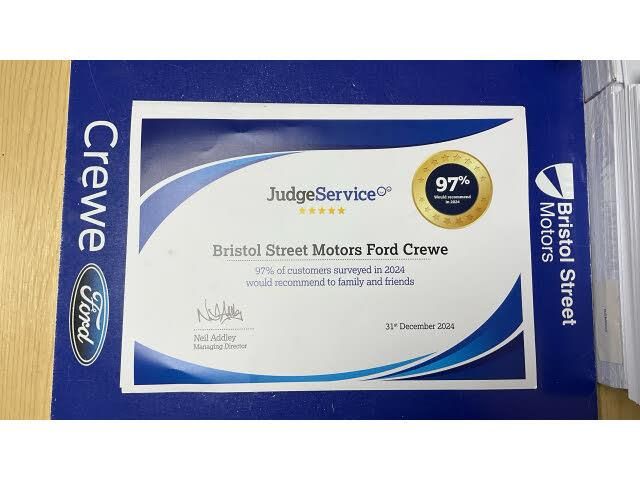 JudgeService
97%
Would recommend
in 2024
Bristol Street Motors Ford Crewe
97% of customers surveyed in 2024
would recommend to family and friends
Neil Addley
Managing Director
31st December 2024
Crewe
Ford
Bristol Street
Motors